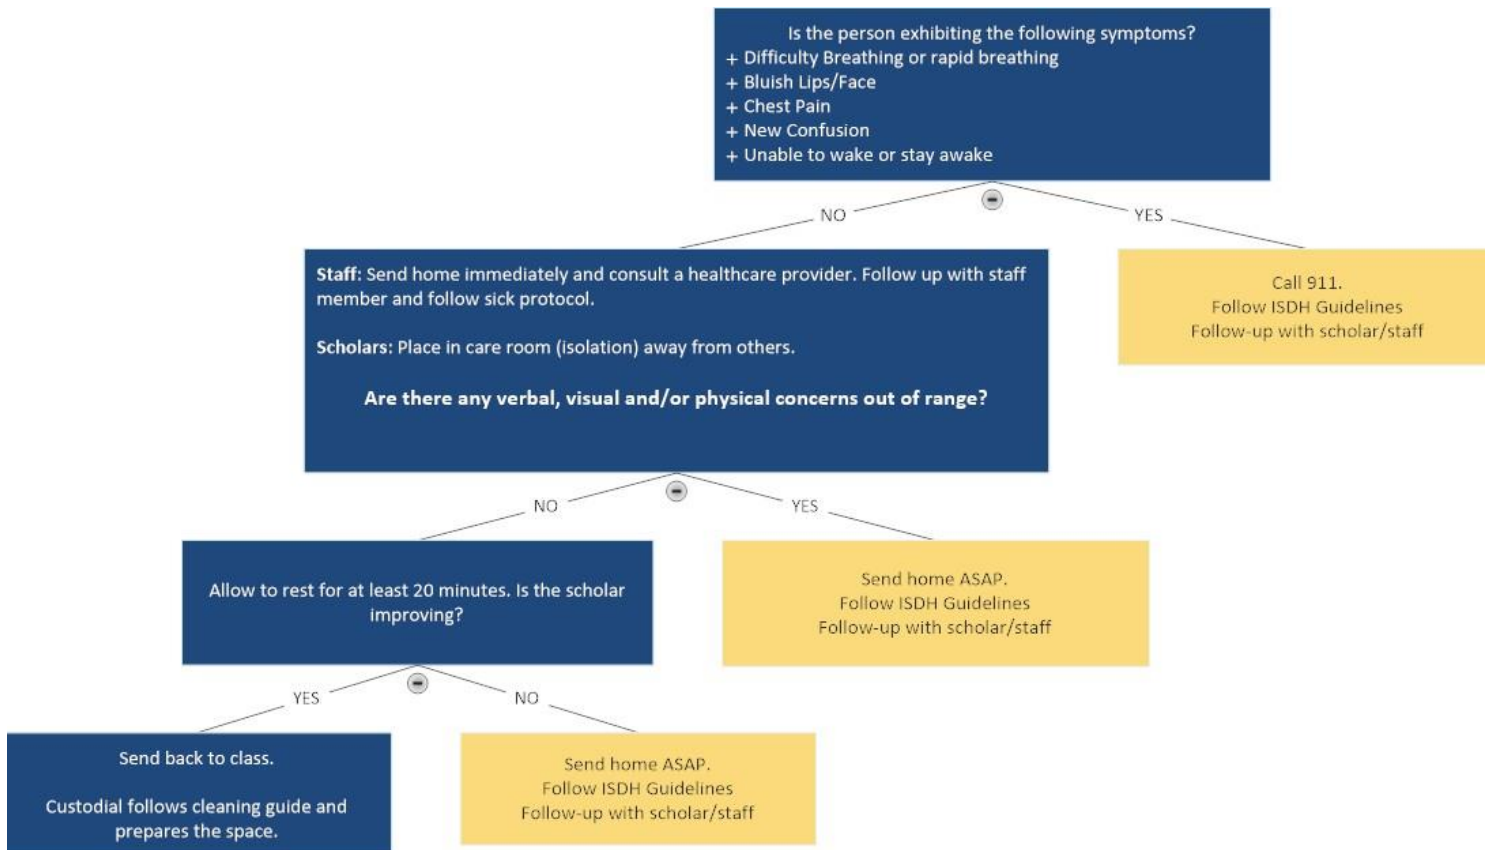 Is the person exhibiting the following symptoms?
+ Difficulty Breathing or rapid breathing
+ Bluish Lips/Face
+ Chest Pain
+ New Confusion
+ Unable to wake or stay awake
NO
YES
Staff: Send home immediately and consult a healthcare provider. Follow up with staff
member and follow sick protocol.
Scholars: Place in care room (isolation) away from others.
Are there any verbal, visual and/or physical concerns out of range?
Call 911.
Follow ISDH Guidelines
Follow-up with scholar/staff
NO
YES
Allow to rest for at least 20 minutes. Is the scholar
improving?
Send home ASAP.
Follow ISDH Guidelines
Follow-up with scholar/staff
YES
NO
Send back to class.
Custodial follows cleaning guide and
prepares the space.
Send home ASAP.
Follow ISDH Guidelines
Follow-up with scholar/staff